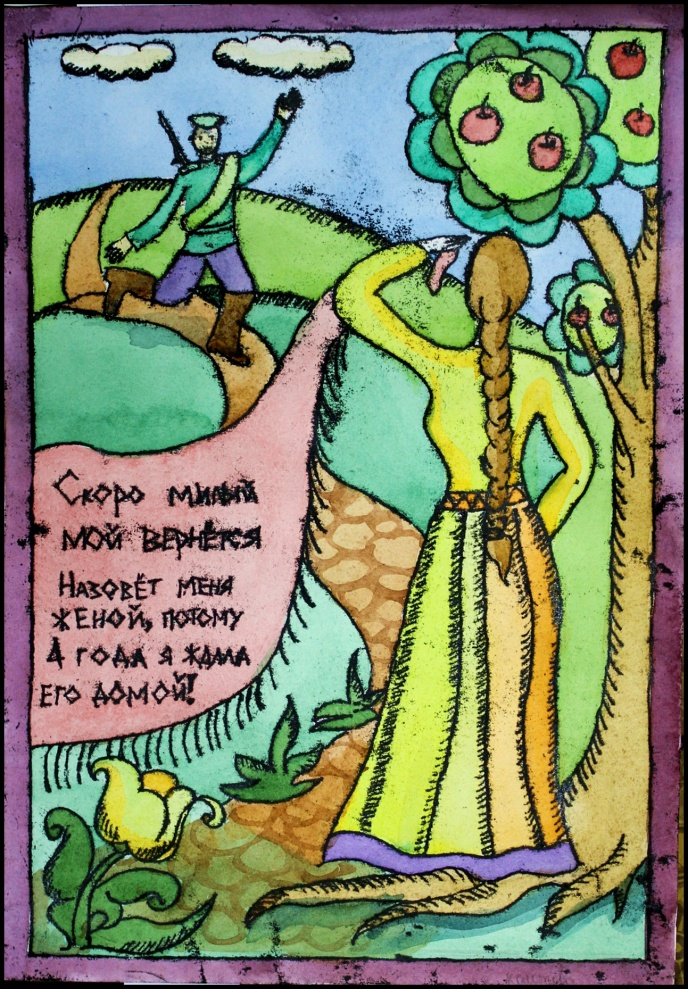 Скоро милый
мой вернётся
Назовёт меня
женой, потому
4 года я ждала
его домой!